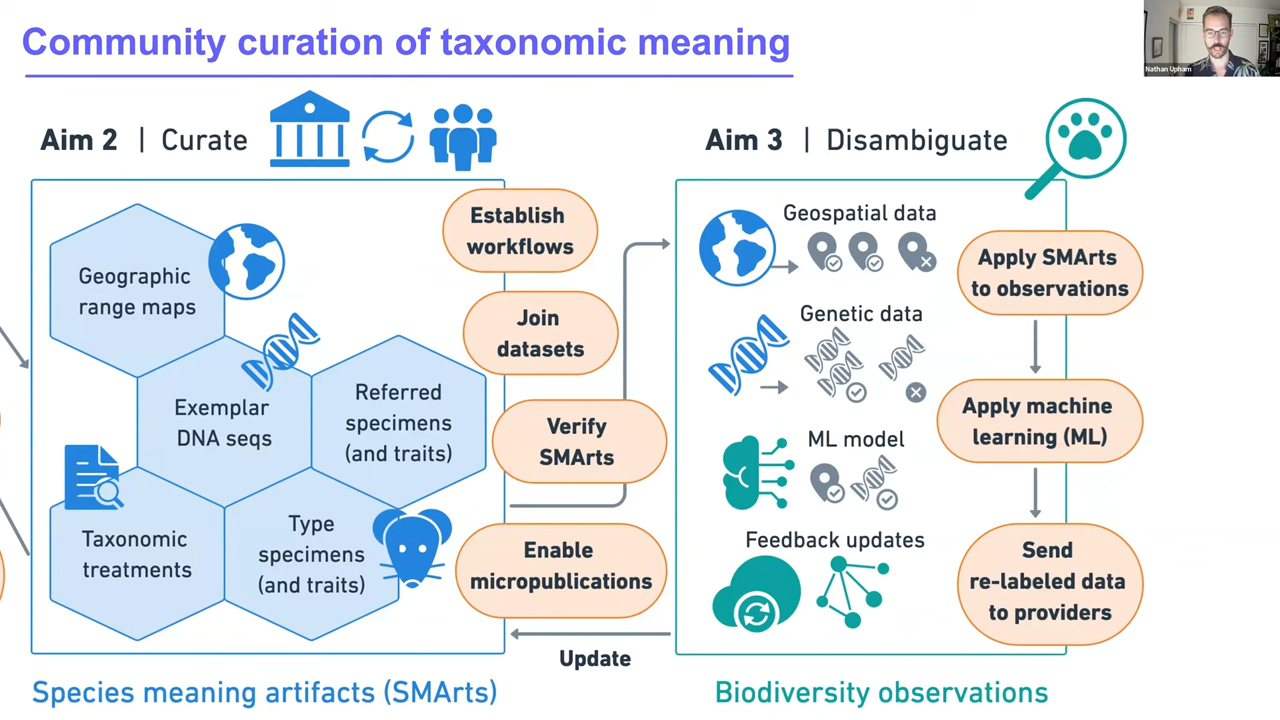 Community curation of taxonomic meaning
Nathan Upham
Aim 2 | Curate
Geographic
range maps
Exemplar
DNA seqs
Referred
specimens
(and traits)
Taxonomic
treatments
Type
specimens
(and traits)
Establish
workflows
Join
datasets
Verify
SMArts
Enable
micropublications
Update
Species meaning artifacts (SMArts)
Aim 3 | Disambiguate
Geospatial data
Genetic data
ML model
Feedback updates
Apply SMArts
to observations
Apply machine
learning (ML)
Send
re-labeled data
to providers
Biodiversity observations